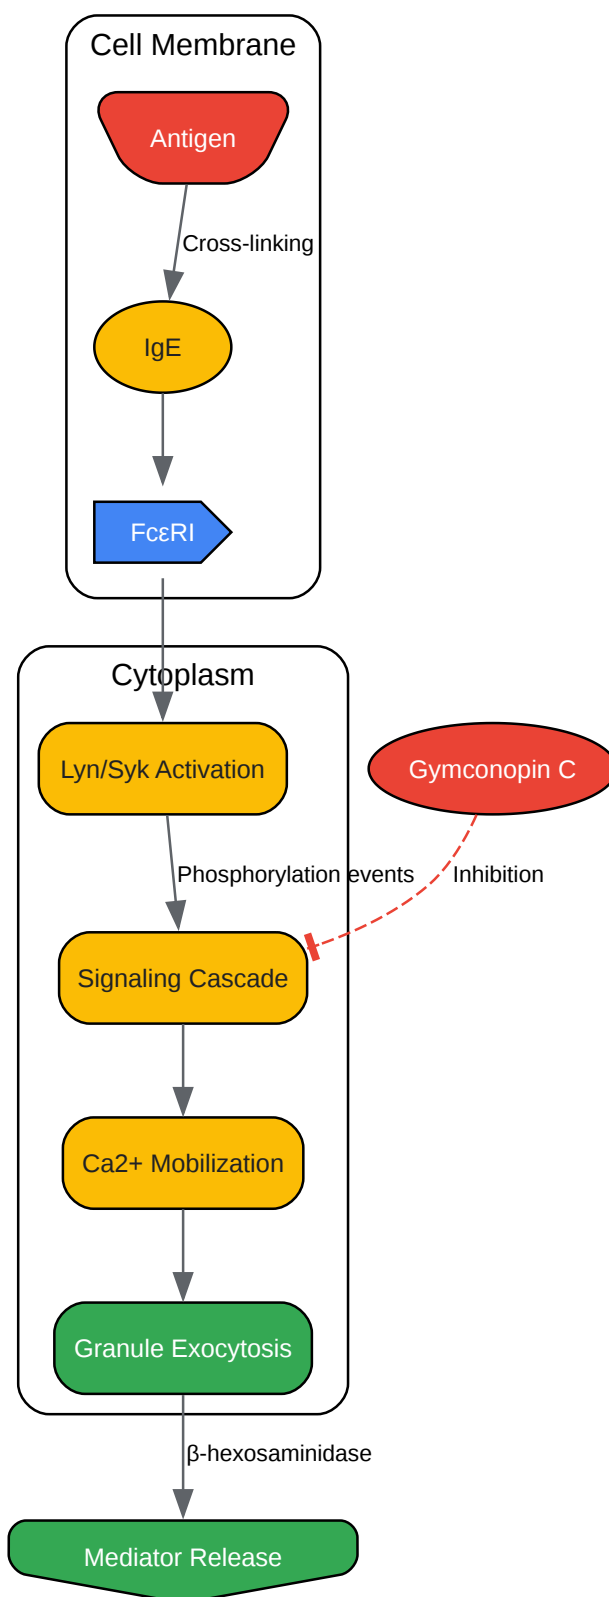 Cell Membrane
Antigen
Cross-linking
IgE
FcεRI
Cytoplasm
Lyn/Syk Activation
Gymconopin C
Phosphorylation events
Inhibition
Signaling Cascade
Ca2+ Mobilization
Granule Exocytosis
β-hexosaminidase
Mediator Release